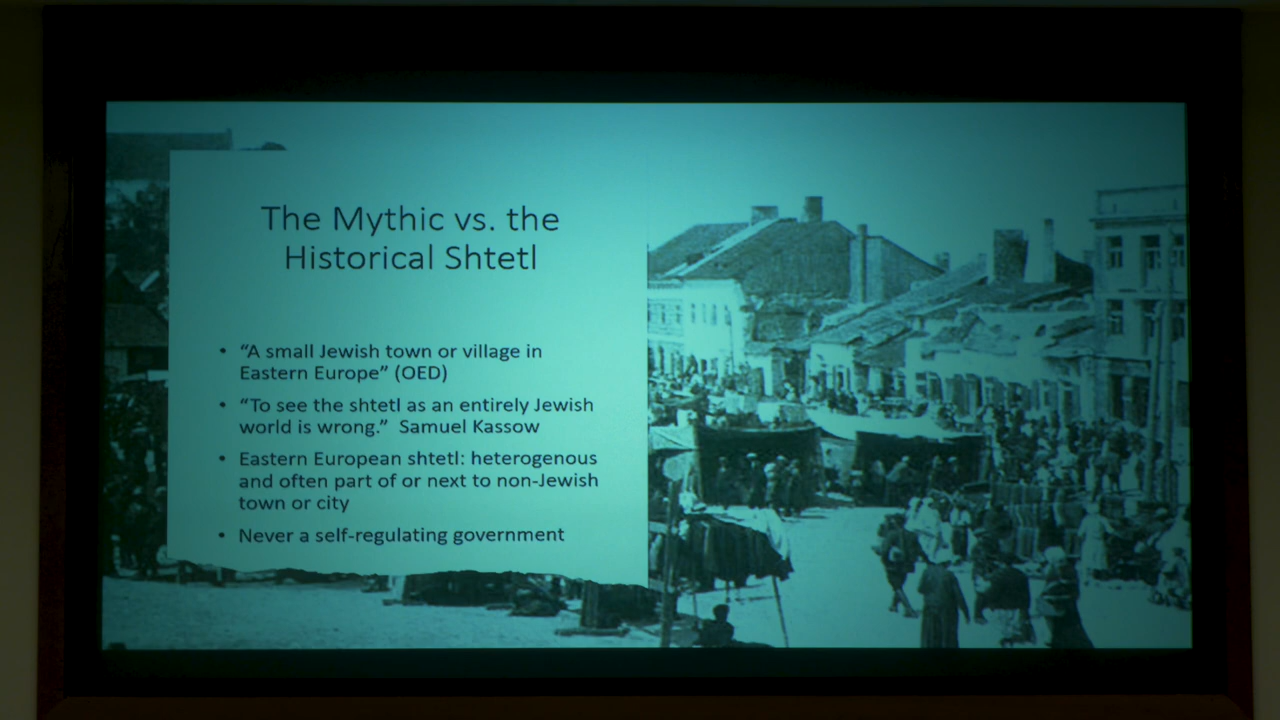 The Mythic vs. the
Historical Shtetl
• “A small Jewish town or village in
Eastern Europe” (OED)
• “To see the shtetl as an entirely Jewish
world is wrong.” Samuel Kassow
• Eastern European shtetl: heterogenous
and often part of or next to non-Jewish
town or city
• Never a self-regulating government